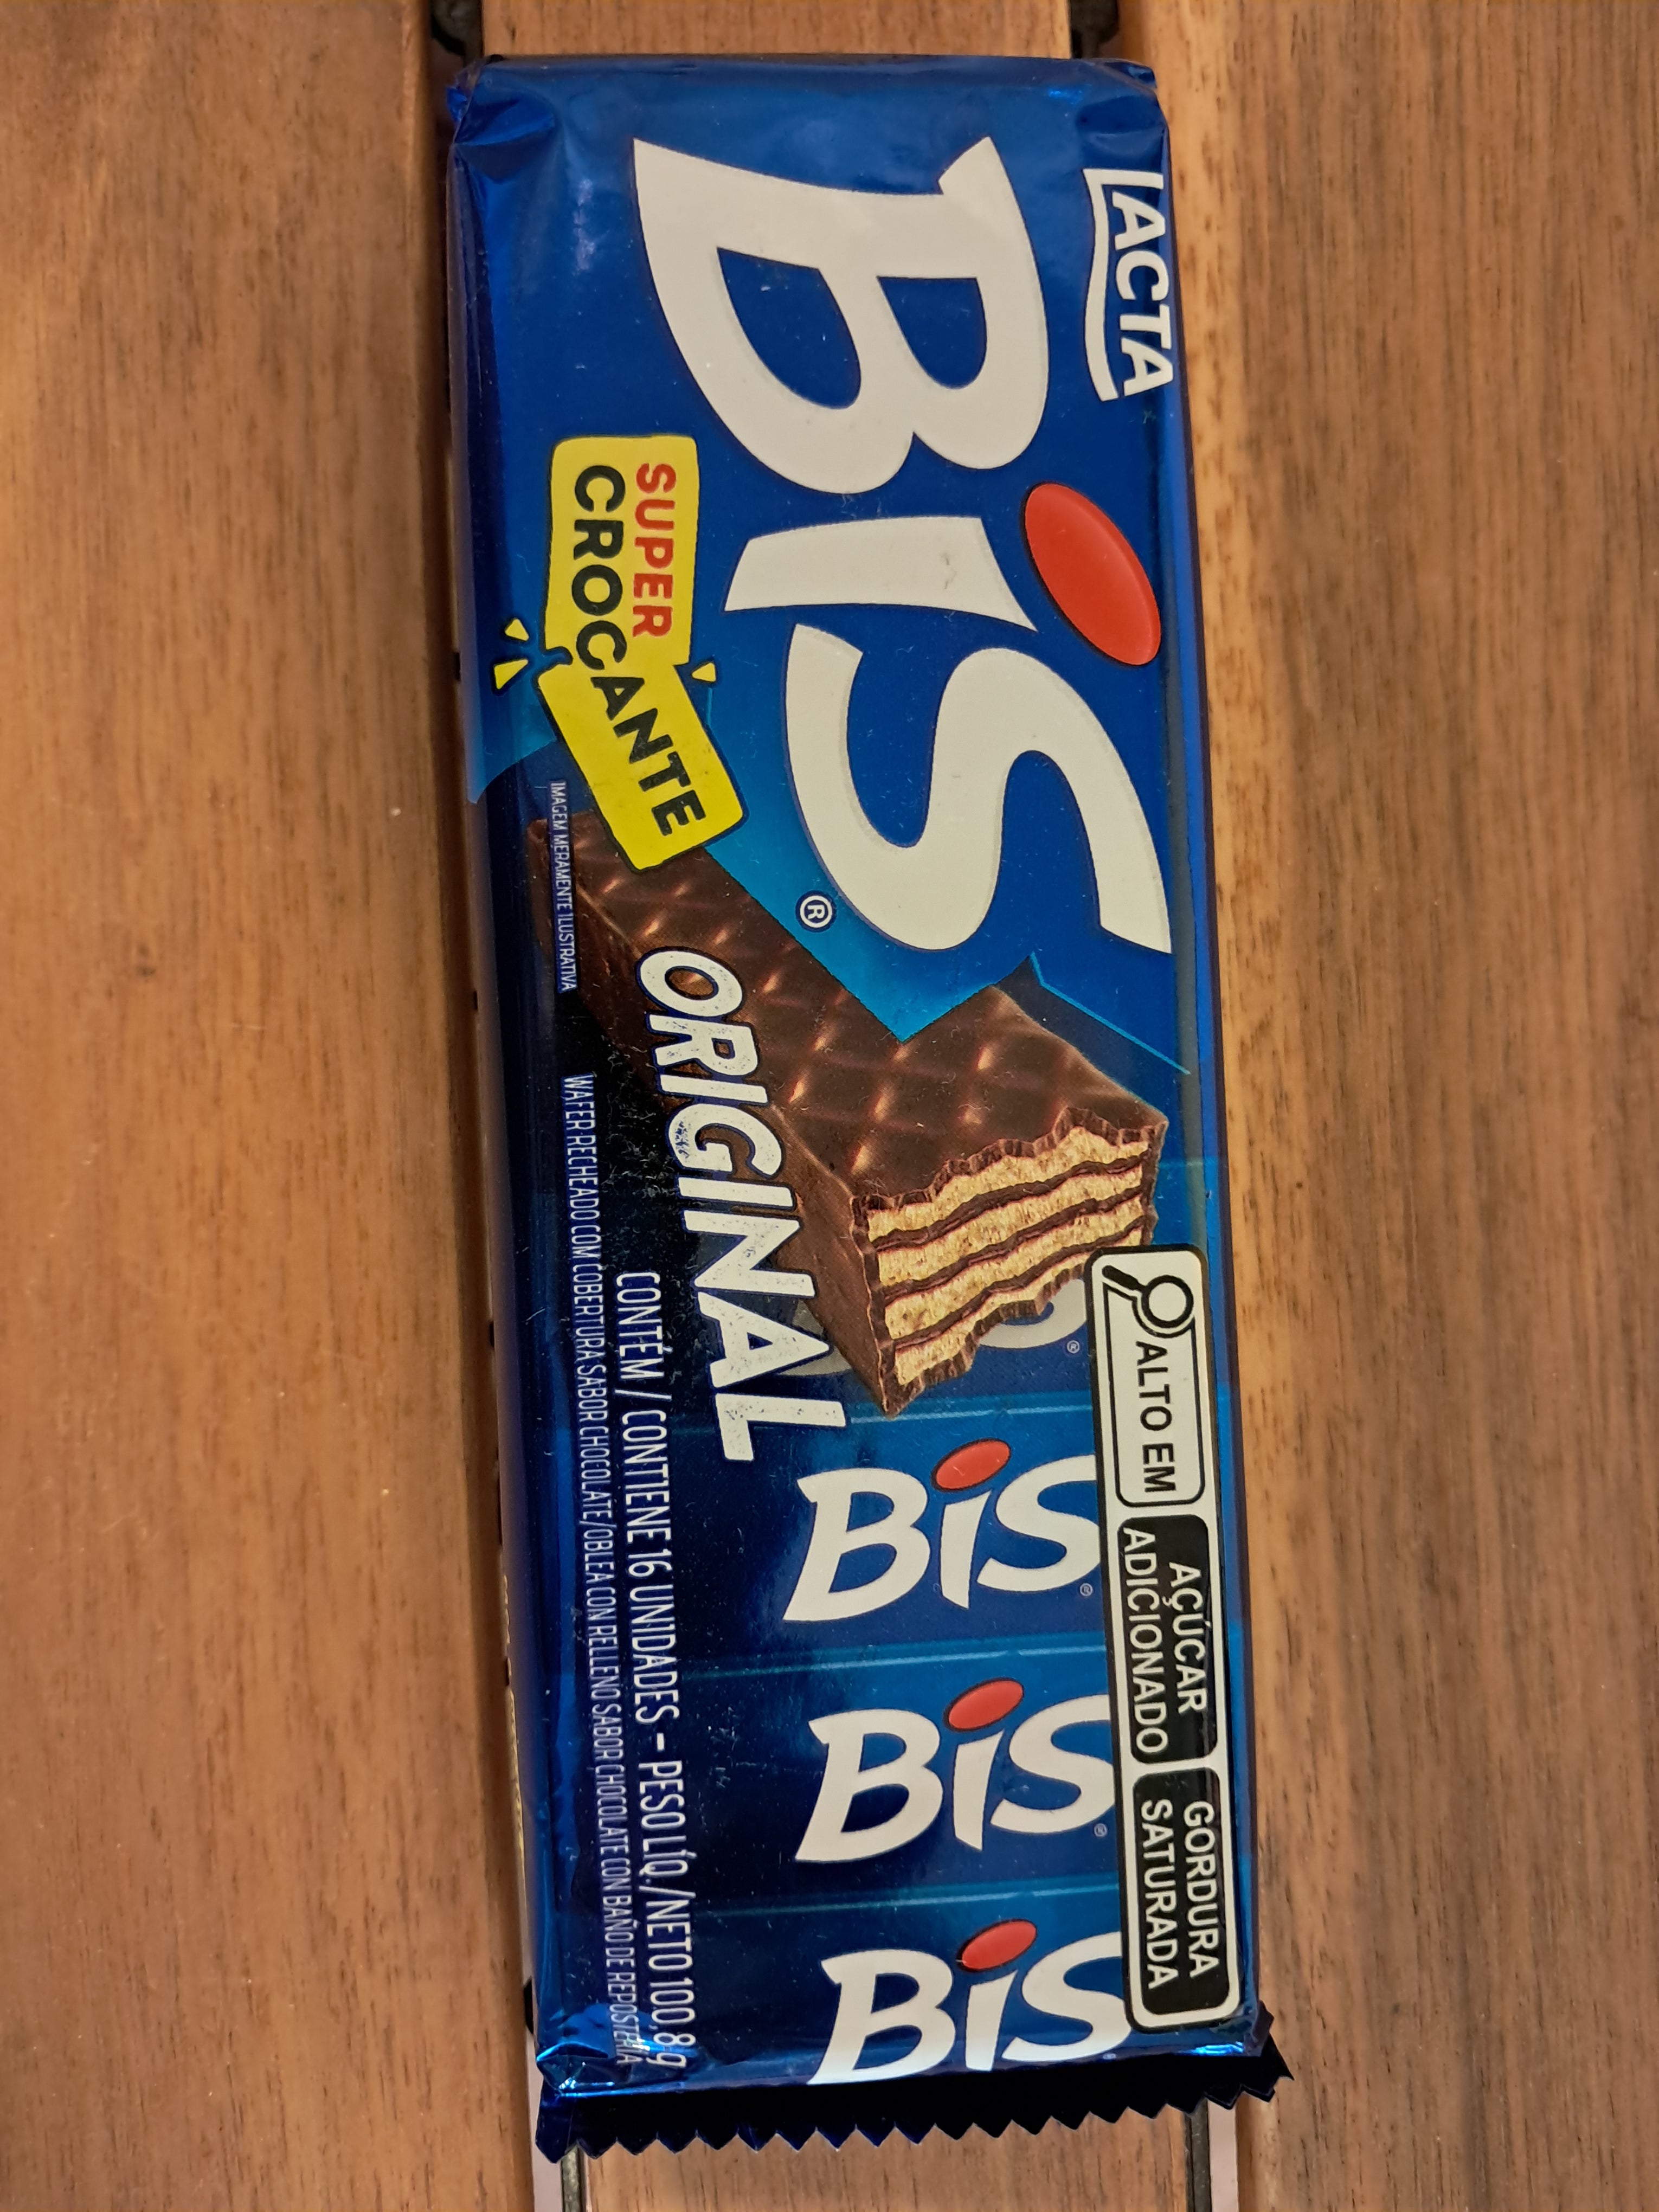 LACTA
BiS®
SUPER
CROCANTE
IMAGEM MERAMENTE ILUSTRATIVA
ORIGINAL
CONTÉM / CONTIENE 16 UNIDADES - PESO LÍQ./NETO 100,8 g
WAFER RECHEADO COM COBERTURA SABOR CHOCOLATE/OBLEA CON RELLENO SABOR CHOCOLATE CON BAÑO DE REPOSTERÍA
ALTO EM
AÇÚCAR
ADICIONADO
GORDURA
SATURADA
®
BiS®
BiS®
BiS